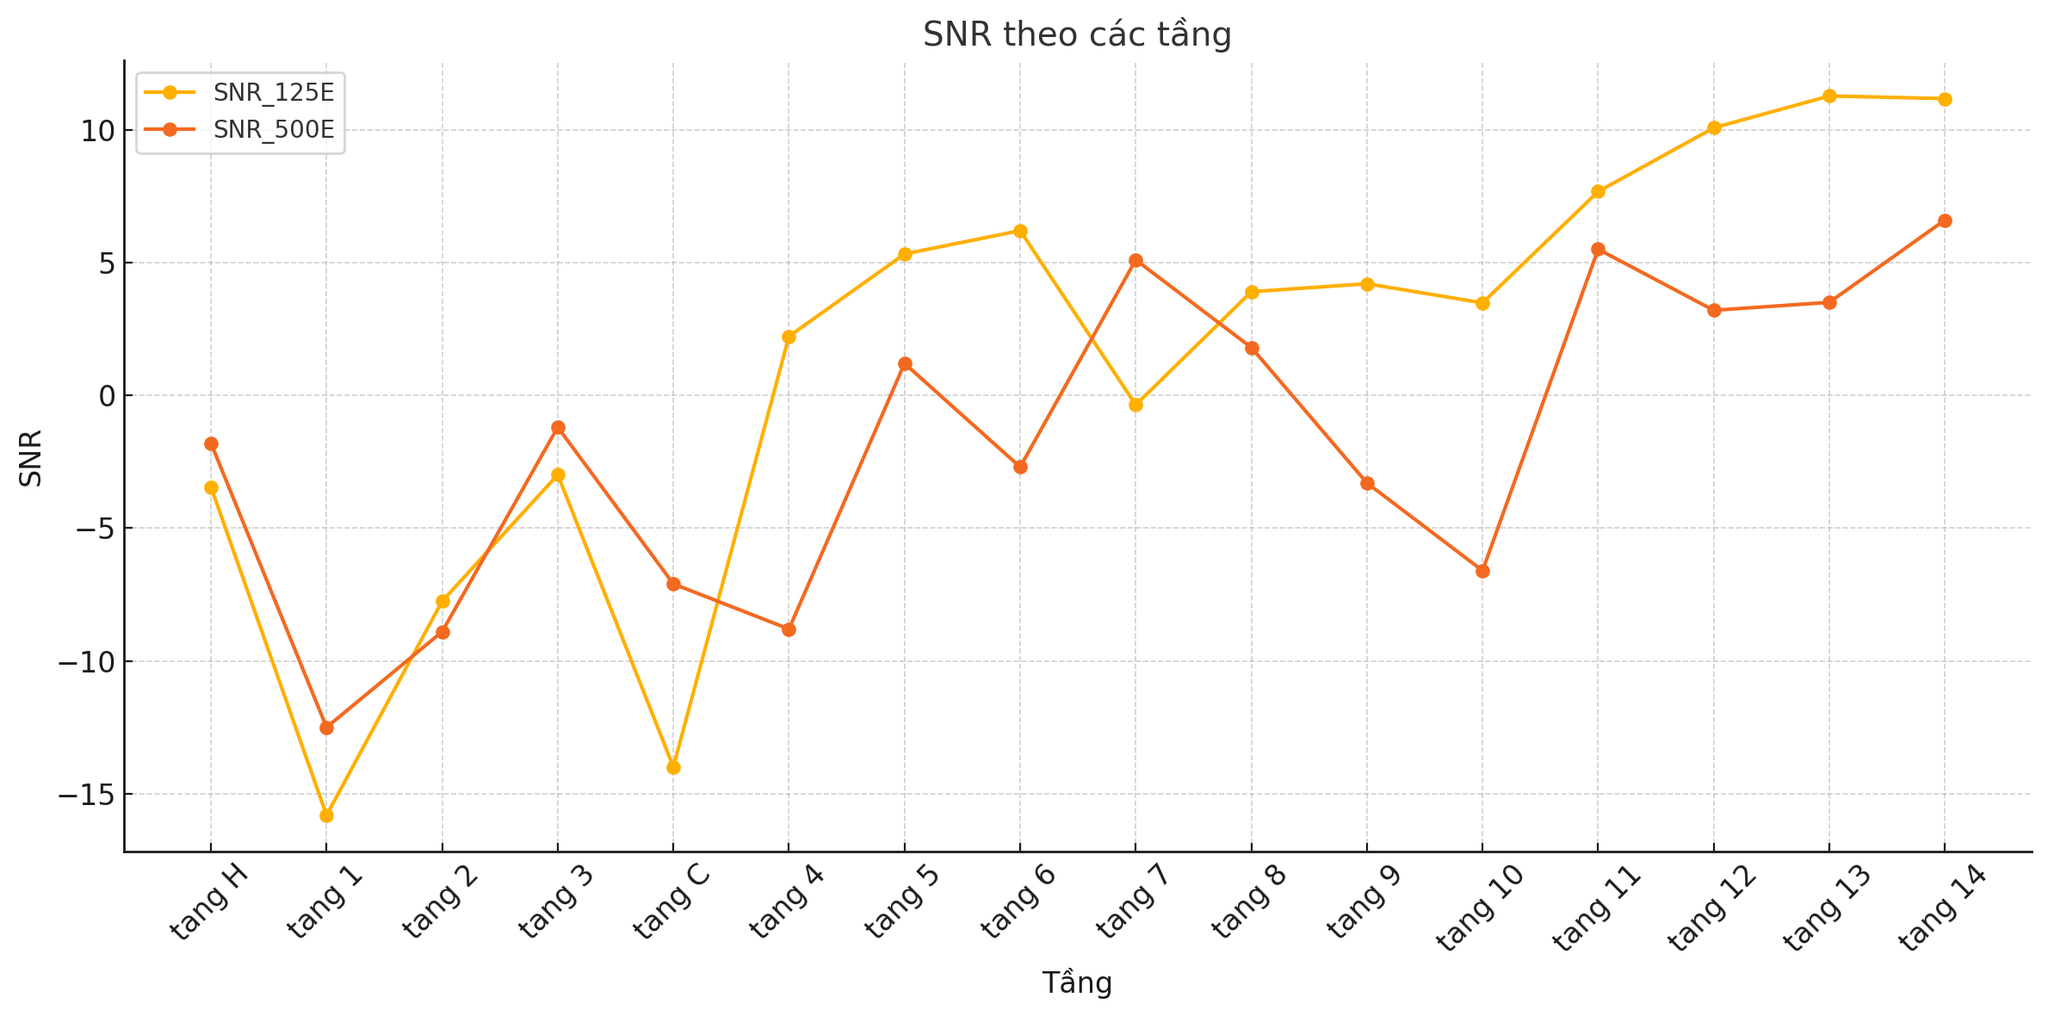 SNR theo các tầng
SNR_125E
SNR_500E
SNR
10
5
0
−5
−10
−15
tang H
tang 1
tang 2
tang 3
tang C
tang 4
tang 5
tang 6
tang 7
tang 8
tang 9
tang 10
tang 11
tang 12
tang 13
tang 14
Tầng